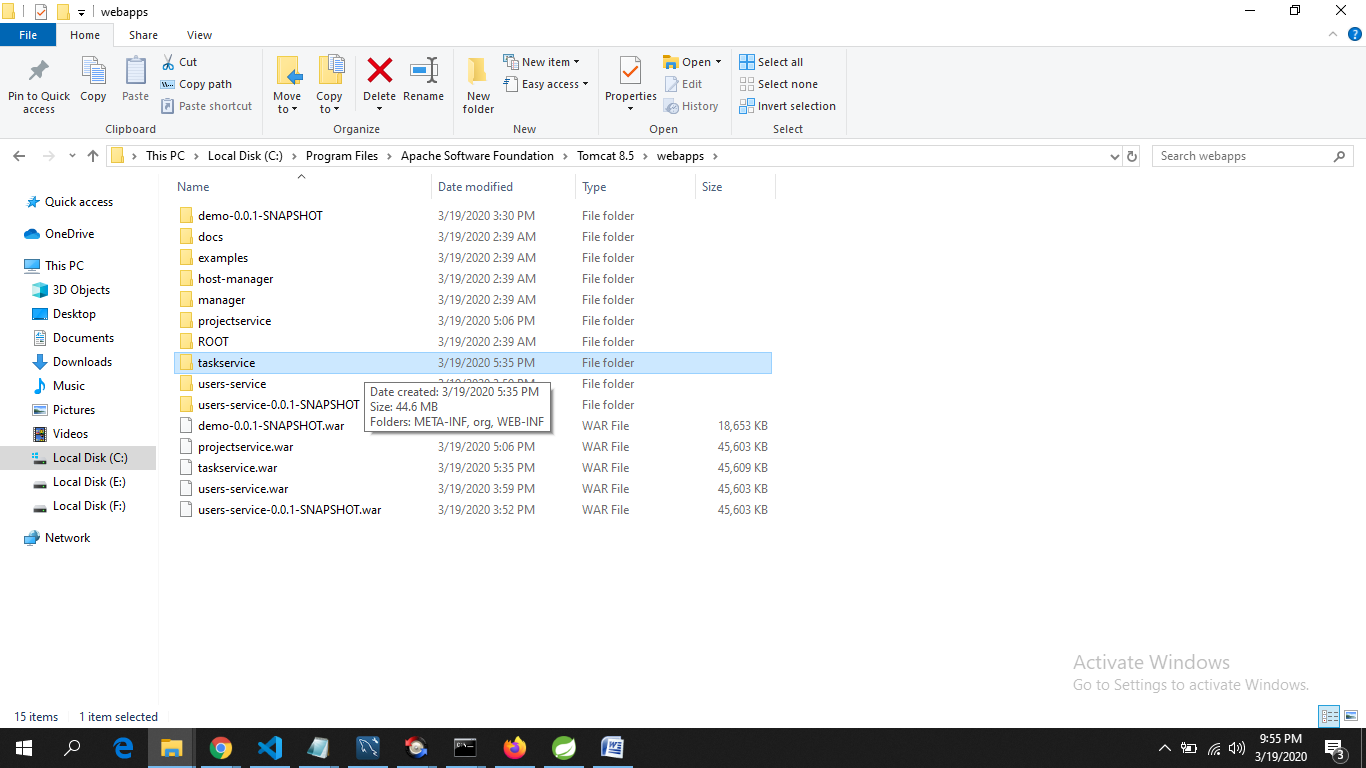 webapps
File Home Share View
Pin to Quick access
Copy
Paste
Cut
Copy path
Paste shortcut
Clipboard
Move to
Copy to
Delete
Rename
Organize
New folder
New item
Easy access
New
Properties
Open
Edit
History
Open
Select all
Select none
Invert selection
Select
This PC > Local Disk (C:) > Program Files > Apache Software Foundation > Tomcat 8.5 > webapps >
Search webapps
Quick access
OneDrive
This PC
3D Objects
Desktop
Documents
Downloads
Music
Pictures
Videos
Local Disk (C:)
Local Disk (E:)
Local Disk (F:)
Network
Name Date modified Type Size
demo-0.0.1-SNAPSHOT 3/19/2020 3:30 PM File folder
docs 3/19/2020 2:39 AM File folder
examples 3/19/2020 2:39 AM File folder
host-manager 3/19/2020 2:39 AM File folder
manager 3/19/2020 2:39 AM File folder
projectservice 3/19/2020 5:06 PM File folder
ROOT 3/19/2020 2:39 AM File folder
taskservice 3/19/2020 5:35 PM File folder
users-service File folder
users-service-0.0.1-SNAPSHOT File folder
demo-0.0.1-SNAPSHOT.war WAR File 18,653 KB
projectservice.war 3/19/2020 5:06 PM WAR File 45,603 KB
taskservice.war 3/19/2020 5:35 PM WAR File 45,609 KB
users-service.war 3/19/2020 3:59 PM WAR File 45,603 KB
users-service-0.0.1-SNAPSHOT.war 3/19/2020 3:52 PM WAR File 45,603 KB
Date created: 3/19/2020 5:35 PM
Size: 44.6 MB
Folders: META-INF, org, WEB-INF
Activate Windows
Go to Settings to activate Windows.
15 items 1 item selected
9:55 PM
3/19/2020
3